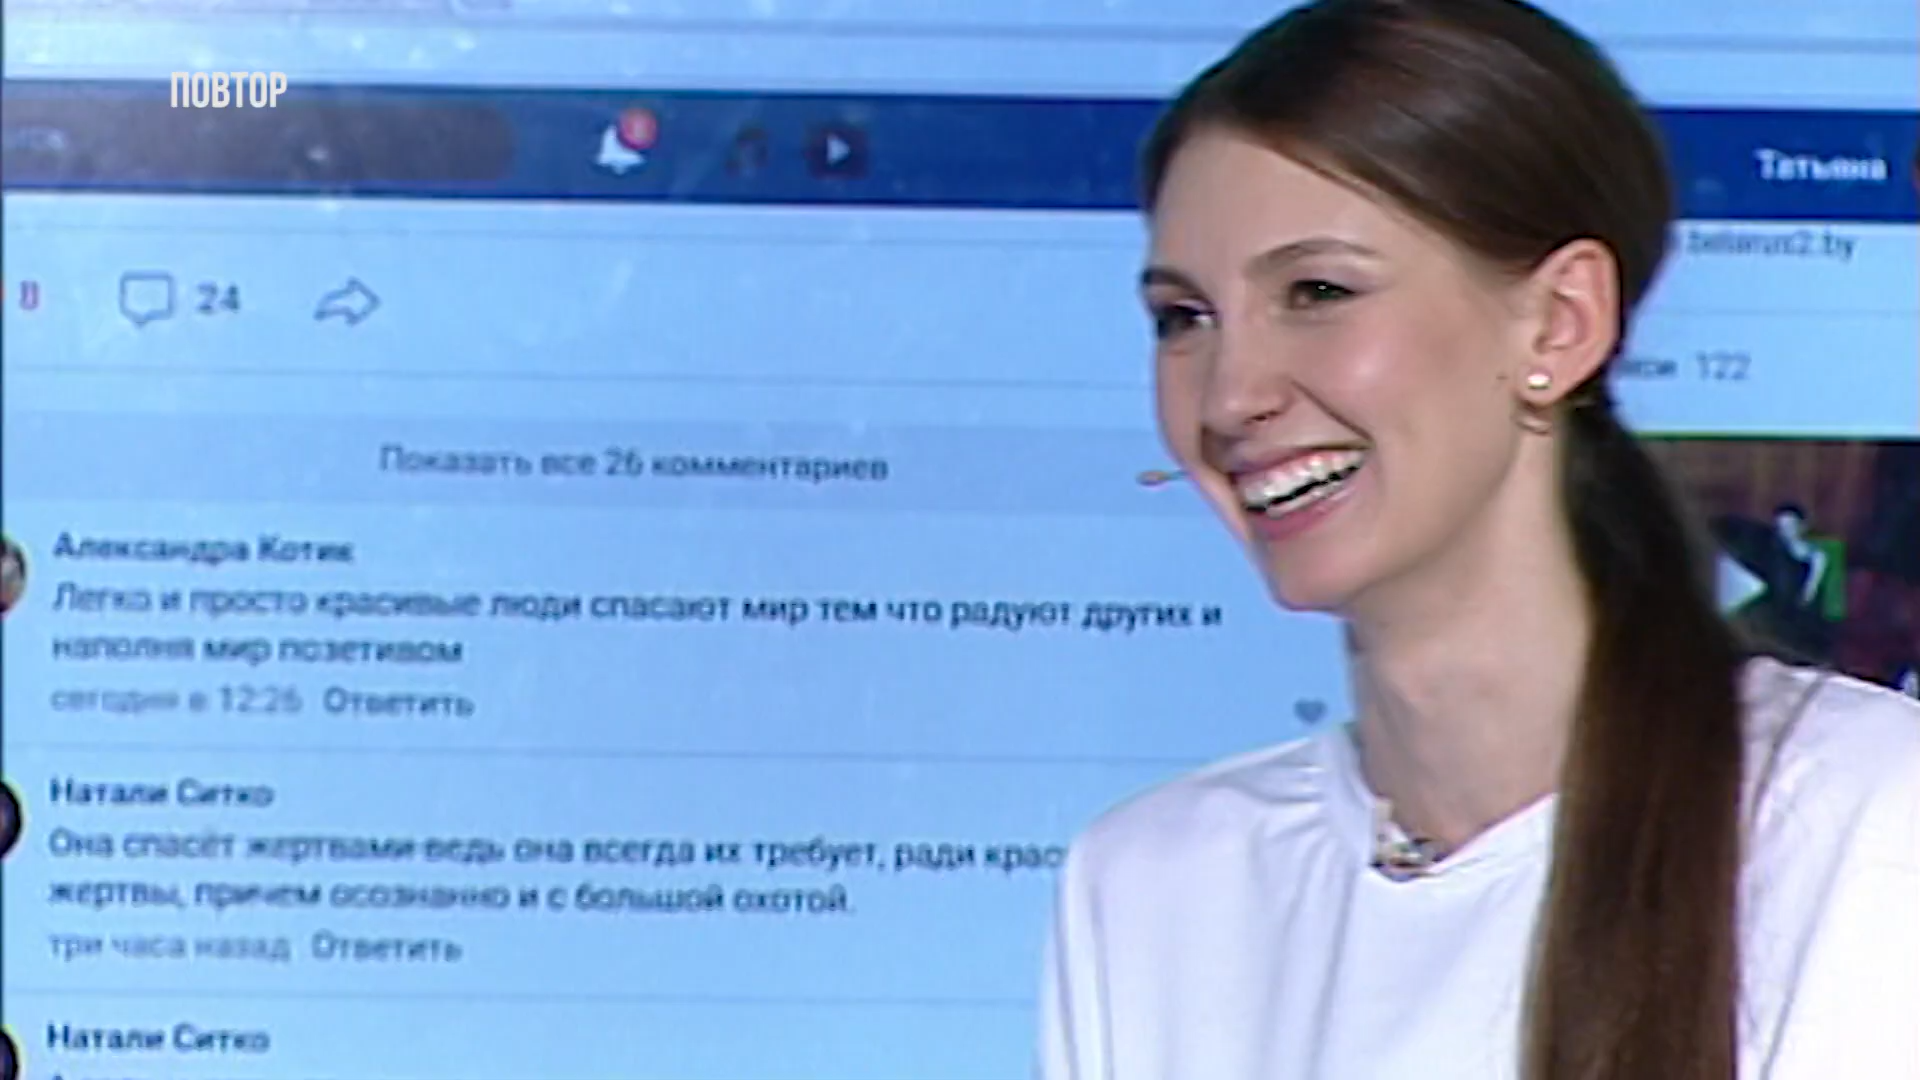 ПОВТОР
Татьяна
belarus2.by
8 24
122
Показать все 26 комментариев
Александра Котик
Легко и просто красивые люди спасают мир тем что радуют других и
наполня мир позетивом
сегодня в 12:26 Ответить
Натали Ситко
Она спасёт жертвами-ведь она всегда их требует, ради крас
жертвы, причем осознанно и с большой охотой.
три часа назад Ответить
Натали Ситко